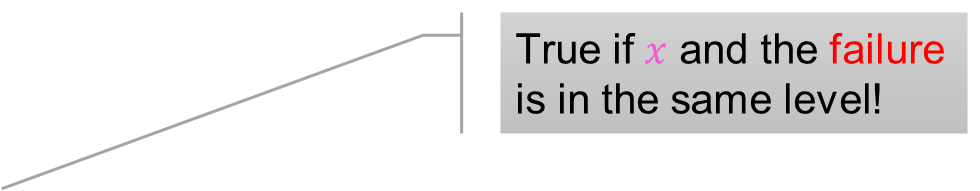 True if 𝑥 and the failure
is in the same level!